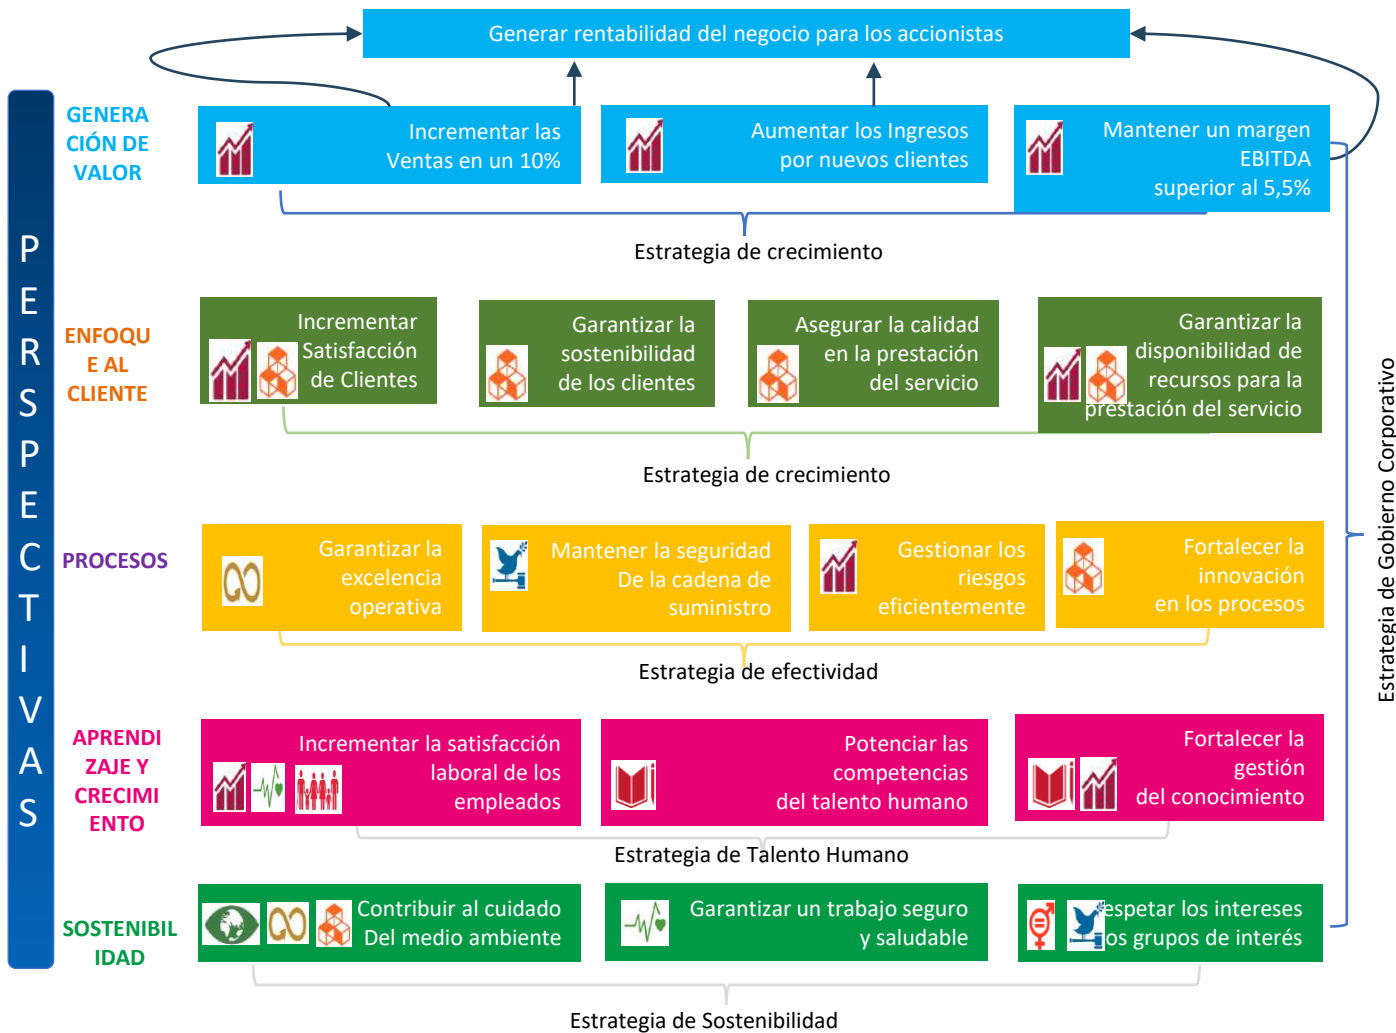 Generar rentabilidad del negocio para los accionistas
PERSPECTIVAS
GENERA
CIÓN DE
VALOR
Incrementar las
Ventas en un 10%
Aumentar los Ingresos
por nuevos clientes
Mantener un margen
EBITDA
superior al 5,5%
Estrategia de crecimiento
ENFOQU
E AL
CLIENTE
Incrementar
Satisfacción
de Clientes
Garantizar la
sostenibilidad
de los clientes
Asegurar la calidad
en la prestación
del servicio
Garantizar la
disponibilidad de
recursos para la
prestación del servicio
Estrategia de crecimiento
PROCESOS
Garantizar la
excelencia
operativa
Mantener la seguridad
De la cadena de
suministro
Gestionar los
riesgos
eficientemente
Fortalecer la
innovación
en los procesos
Estrategia de efectividad
APRENDI
ZAJE Y
CRECIMI
ENTO
Incrementar la satisfacción
laboral de los
empleados
Potenciar las
competencias
del talento humano
Fortalecer la
gestión
del conocimiento
Estrategia de Talento Humano
SOSTENIBIL
IDAD
Contribuir al cuidado
Del medio ambiente
Garantizar un trabajo seguro
y saludable
espetar los intereses
os grupos de interés
Estrategia de Sostenibilidad
Estrategia de Gobierno Corporativo